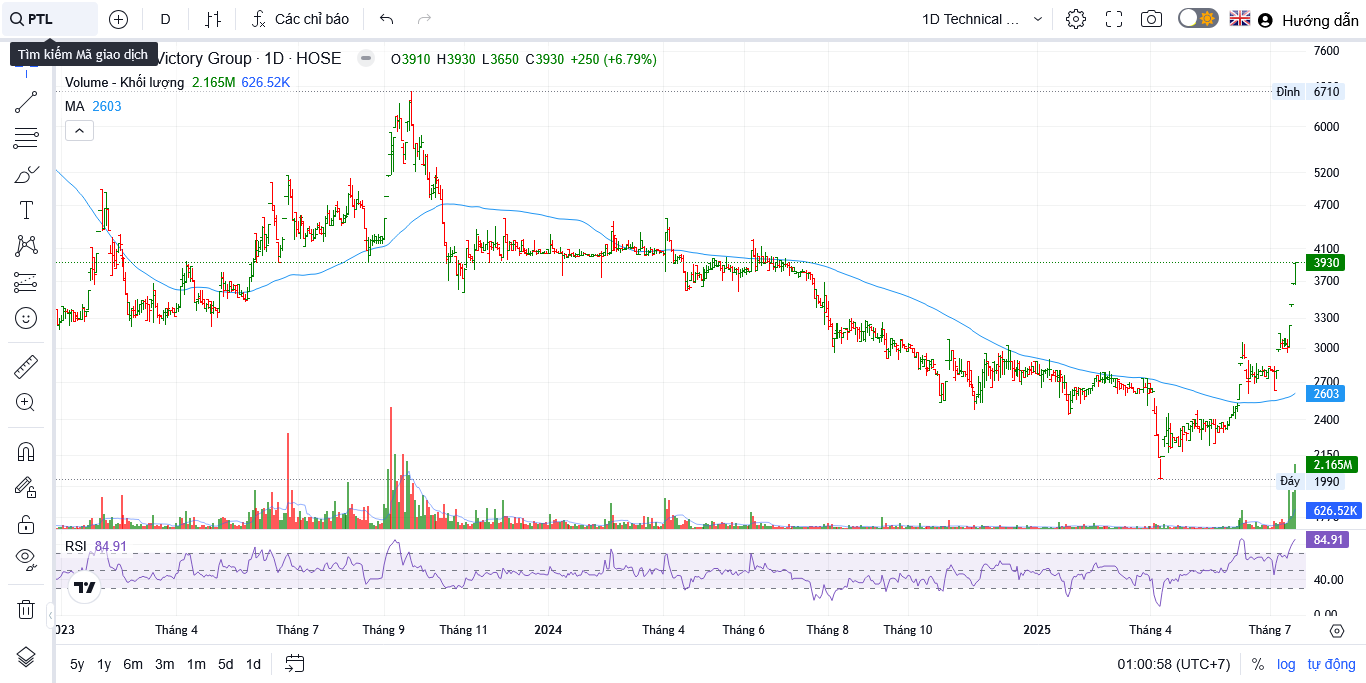 PTL D Các chỉ báo 1D Technical ... Hướng dẫn
Tìm kiếm Mã giao dịch
Victory Group · 1D · HOSE O3910 H3930 L3650 C3930 +250 (+6.79%)
Volume - Khối lượng 2.165M 626.52K
MA 2603
7600
Đỉnh 6710
6000
5200
4700
4100
3930
3700
3300
3000
2700
2603
2400
2150
2.165M
Đáy 1990
626.52K
RSI 84.91
84.91
40.00
0.00
023 Tháng 4 Tháng 7 Tháng 9 Tháng 11 2024 Tháng 4 Tháng 6 Tháng 8 Tháng 10 2025 Tháng 4 Tháng 7
5y 1y 6m 3m 1m 5d 1d 01:00:58 (UTC+7) % log tự động